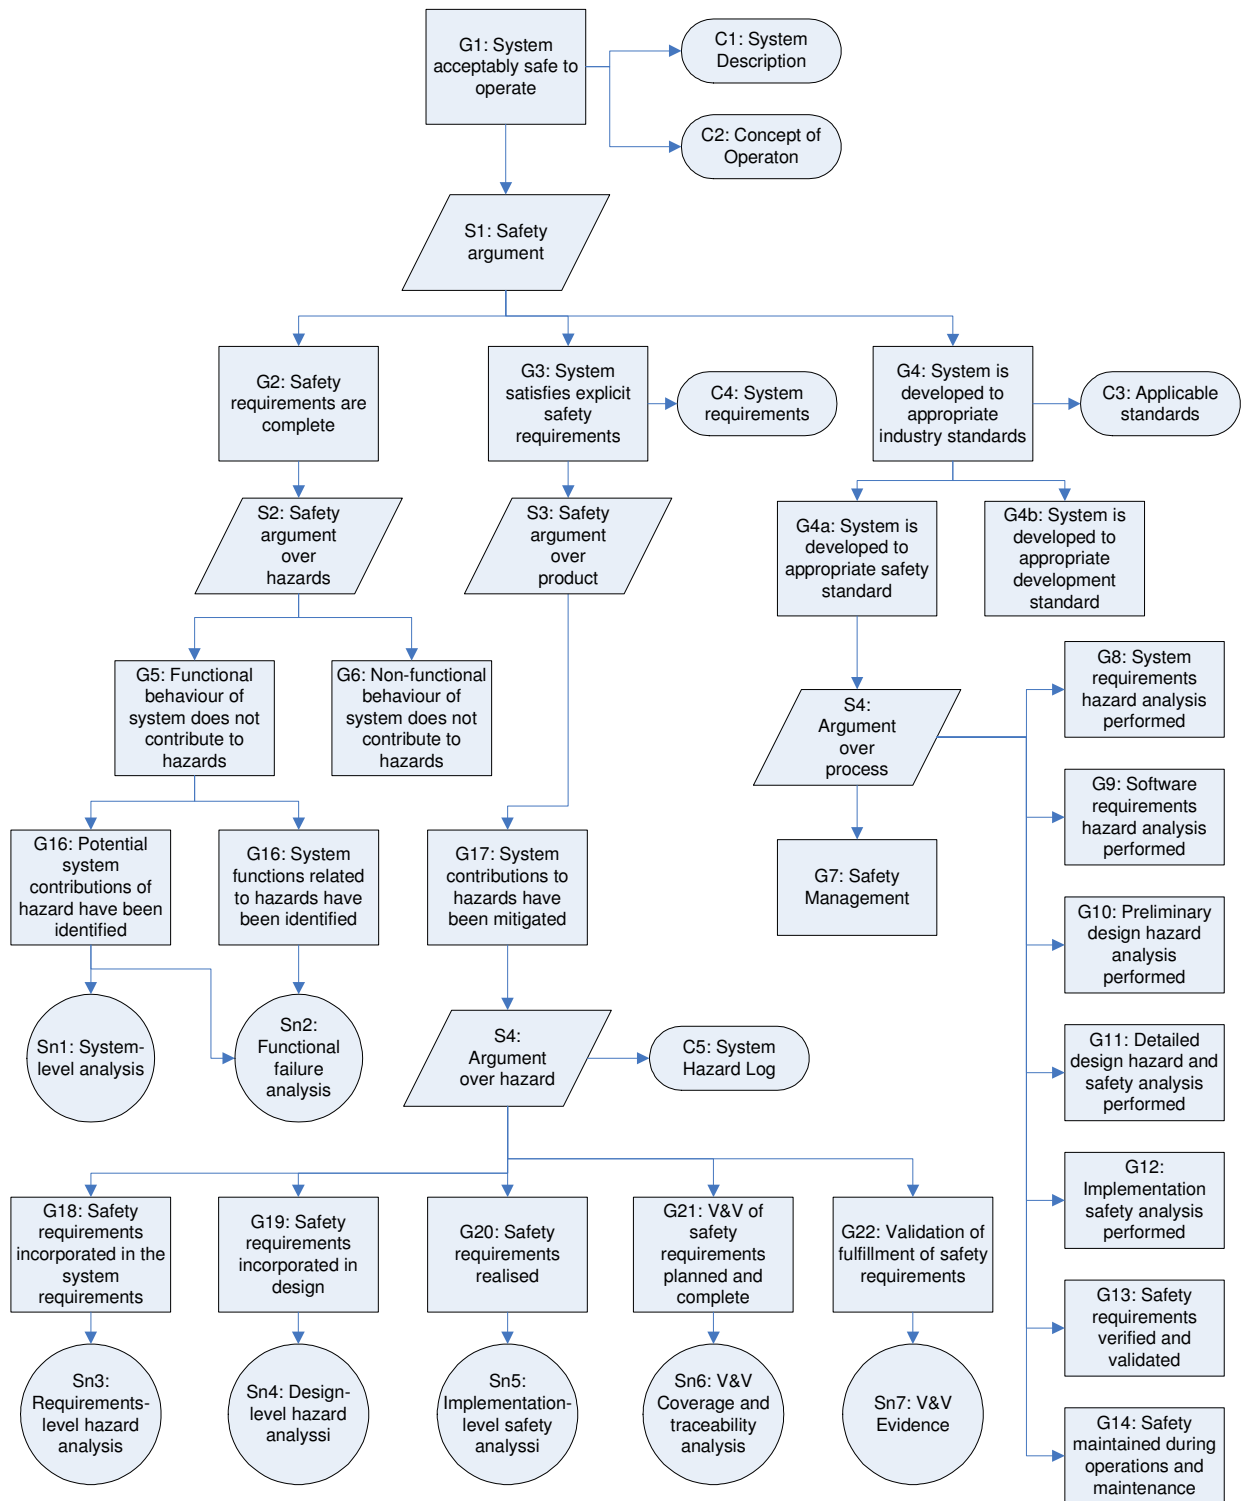 G1: System
acceptably safe to
operate
C1: System
Description
C2: Concept of
Operaton
S1: Safety
argument
G2: Safety
requirements are
complete
G3: System
satisfies explicit
safety
requirements
C4: System
requirements
G4: System is
developed to
appropriate
industry standards
C3: Applicable
standards
S2: Safety
argument
over
hazards
S3: Safety
argument
over
product
G4a: System is
developed to
appropriate safety
standard
G4b: System is
developed to
appropriate
development
standard
G5: Functional
behaviour of
system does not
contribute to
hazards
G6: Non-functional
behaviour of
system does not
contribute to
hazards
S4:
Argument
over
process
G8: System
requirements
hazard analysis
performed
G9: Software
requirements
hazard analysis
performed
G16: Potential
system
contributions of
hazard have been
identified
G16: System
functions related
to hazards have
been identified
G17: System
contributions to
hazards have
been mitigated
G7: Safety
Management
G10: Preliminary
design hazard
analysis
performed
Sn1: System-
level analysis
Sn2:
Functional
failure
analysis
S4:
Argument
over hazard
C5: System
Hazard Log
G11: Detailed
design hazard and
safety analysis
performed
G12:
Implementation
safety analysis
performed
G18: Safety
requirements
incorporated in the
system
requirements
G19: Safety
requirements
incorporated in
design
G20: Safety
requirements
realised
G21: V&V of
safety
requirements
planned and
complete
G22: Validation of
fulfillment of safety
requirements
G13: Safety
requirements
verified and
validated
Sn3:
Requirements-
level hazard
analysis
Sn4: Design-
level hazard
analyssi
Sn5:
Implementation-
level safety
analyssi
Sn6: V&V
Coverage and
traceability
analysis
Sn7: V&V
Evidence
G14: Safety
maintained during
operations and
maintenance